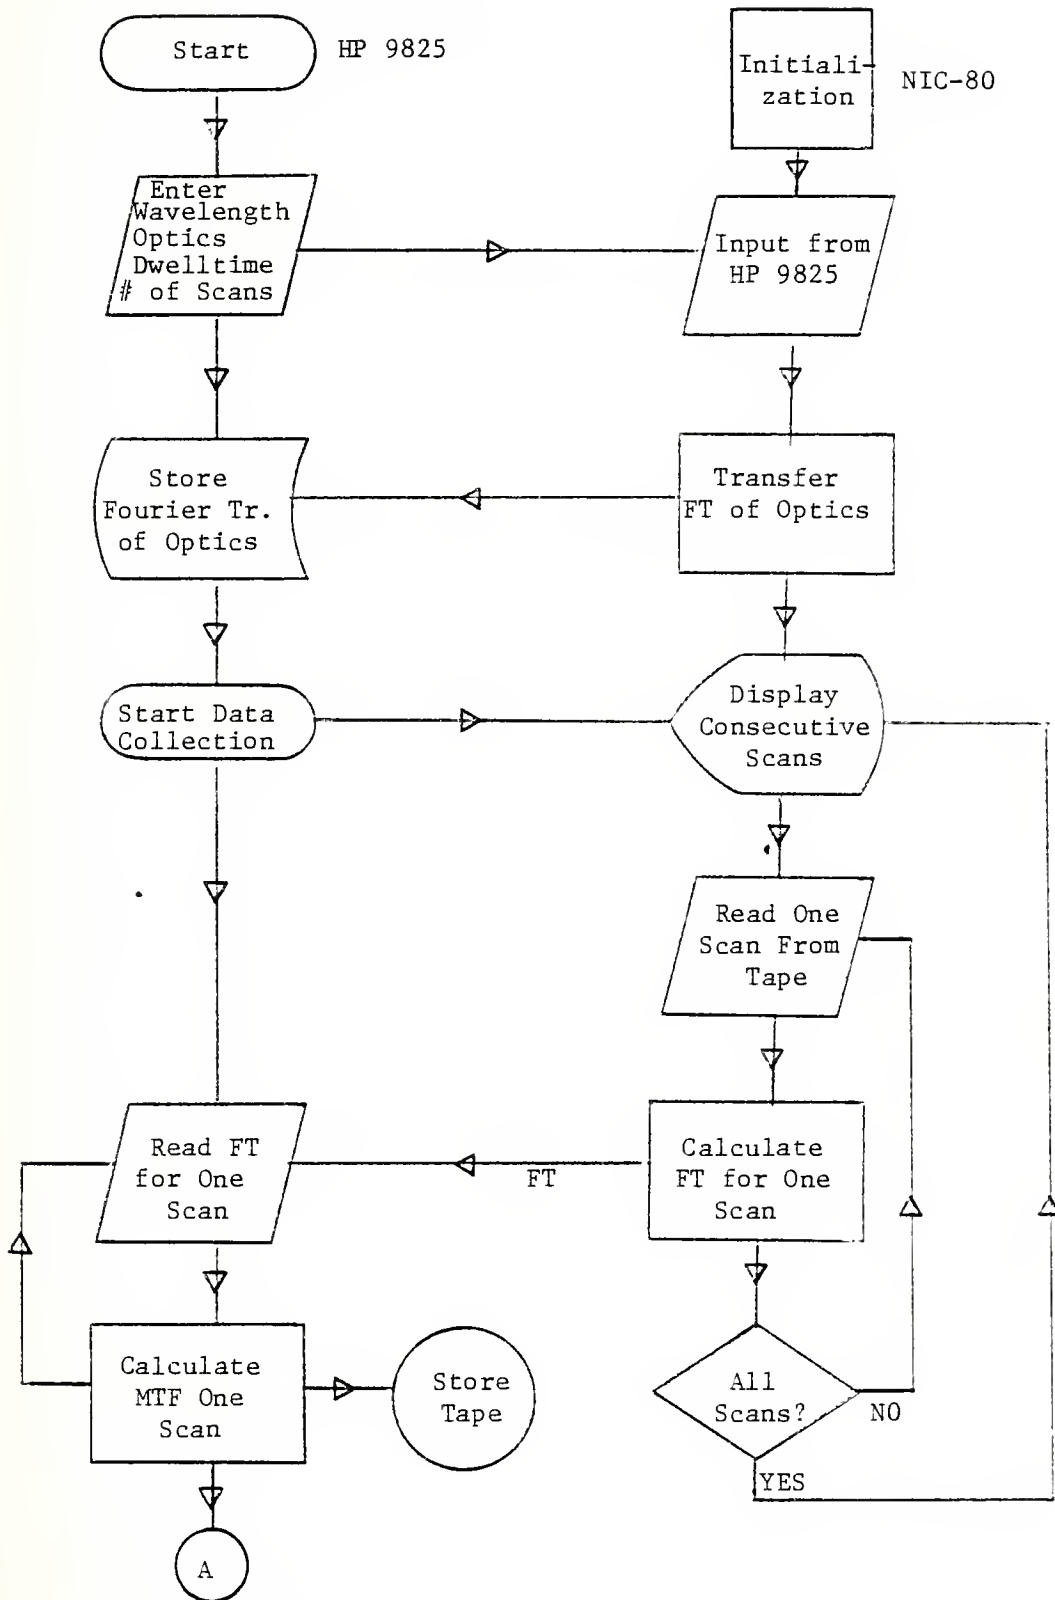 Start
HP 9825
Initiali-
zation
NIC-80
Enter
Wavelength
Optics
Dwelltime
# of Scans
Input from
HP 9825
Store
Fourier Tr.
of Optics
Transfer
FT of Optics
Start Data
Collection
Display
Consecutive
Scans
Read One
Scan From
Tape
Read FT
for One
Scan
FT
Calculate
FT for One
Scan
Calculate
MTF One
Scan
Store
Tape
All
Scans?
NO
YES
A